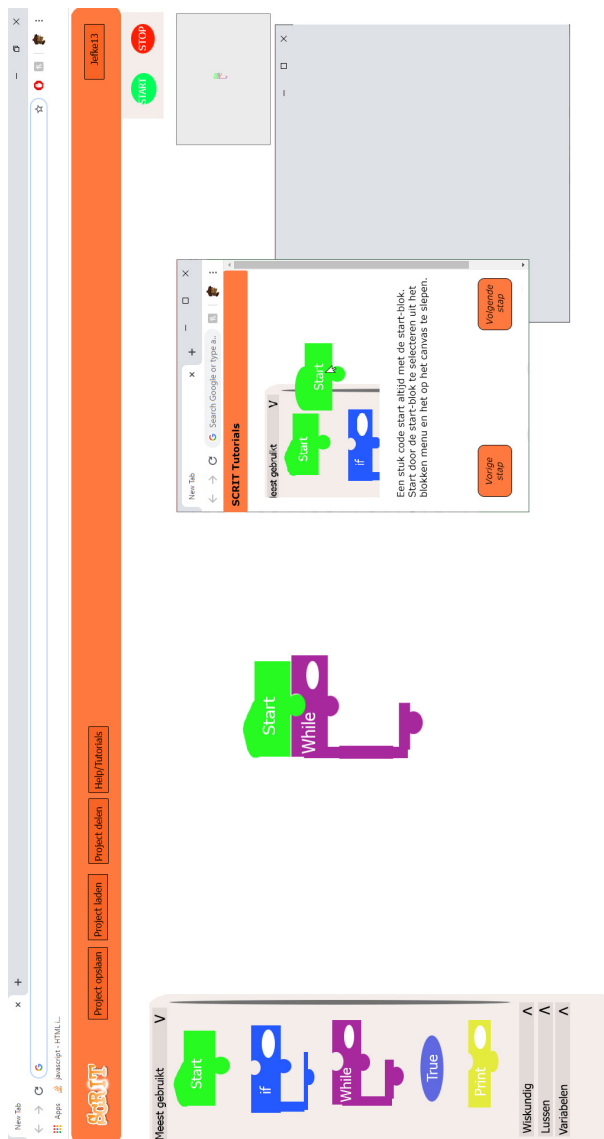 New Tab
Apps
javascript - HTML i...
SCRIT
Project opslaan
Project laden
Project delen
Help/Tutorials
Jefke13
START
STOP
Meest gebruikt
Start
if
While
True
Print
Wiskundig
Lussen
Variabelen
Start
While
New Tab
Search Google or type a..
SCRIT Tutorials
leest gebruikt
Start
Start
if
Een stuk code start altijd met de start-blok.
Start door de start-blok te selecteren uit het
blokken menu en het op het canvas te slepen.
Vorige
stap
Volgende
stap